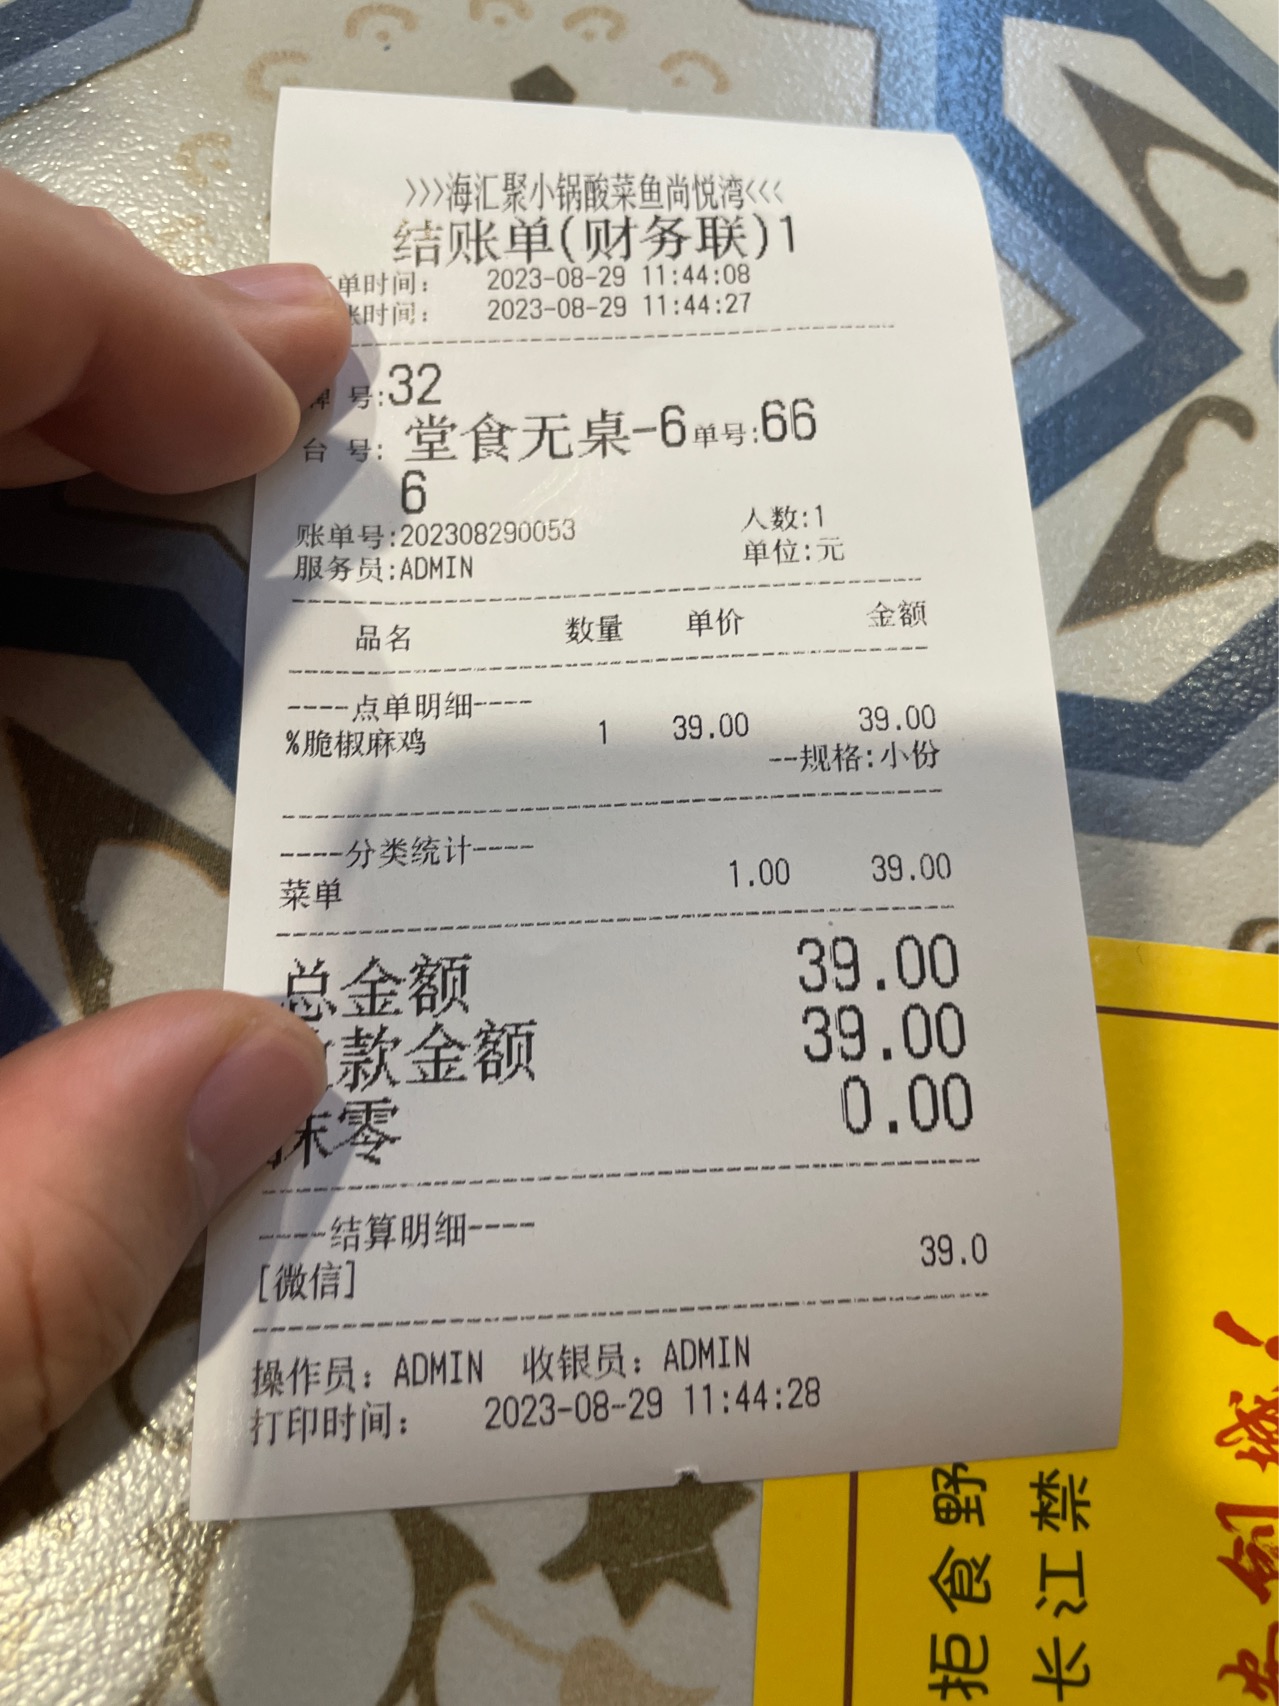 >>>海汇聚小锅酸菜鱼尚悦湾<<<
结账单(财务联)1
单时间: 2023-08-29 11:44:08
账时间: 2023-08-29 11:44:27
牌 号:32
台 号: 堂食无桌-6 单号:66
6
账单号:202308290053 人数:1
服务员:ADMIN 单位:元
品名 数量 单价 金额
----点单明细----
%脆椒麻鸡 1 39.00 39.00
--规格:小份
----分类统计----
菜单 1.00 39.00
总金额 39.00
款金额 39.00
抹零 0.00
----结算明细----
[微信] 39.0
操作员: ADMIN 收银员: ADMIN
打印时间: 2023-08-29 11:44:28
长江禁
拒食野